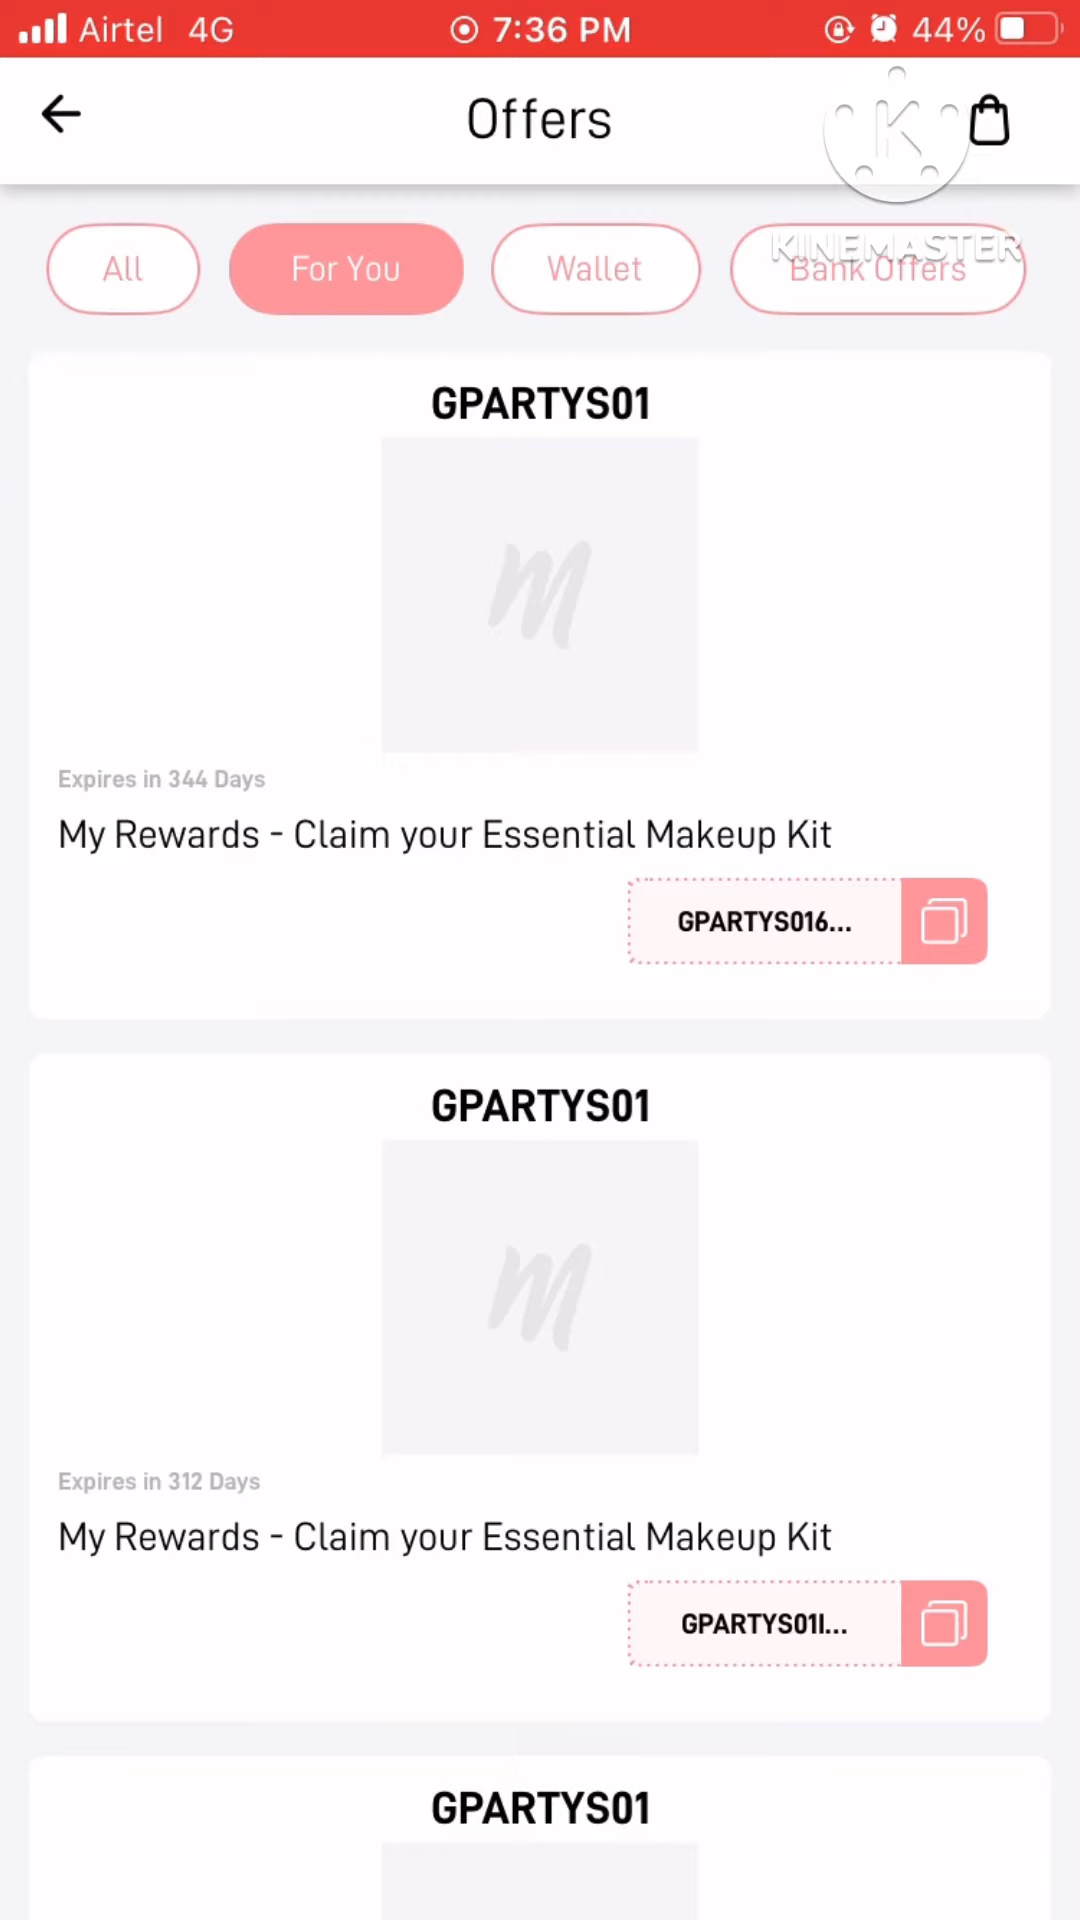 Airtel 4G 7:36 PM 44%
Offers
K
KINEMASTER
All For You Wallet Bank Offers
GPARTYS01
m
Expires in 344 Days
My Rewards - Claim your Essential Makeup Kit
GPARTYS016...
GPARTYS01
m
Expires in 312 Days
My Rewards - Claim your Essential Makeup Kit
GPARTYS01I...
GPARTYS01